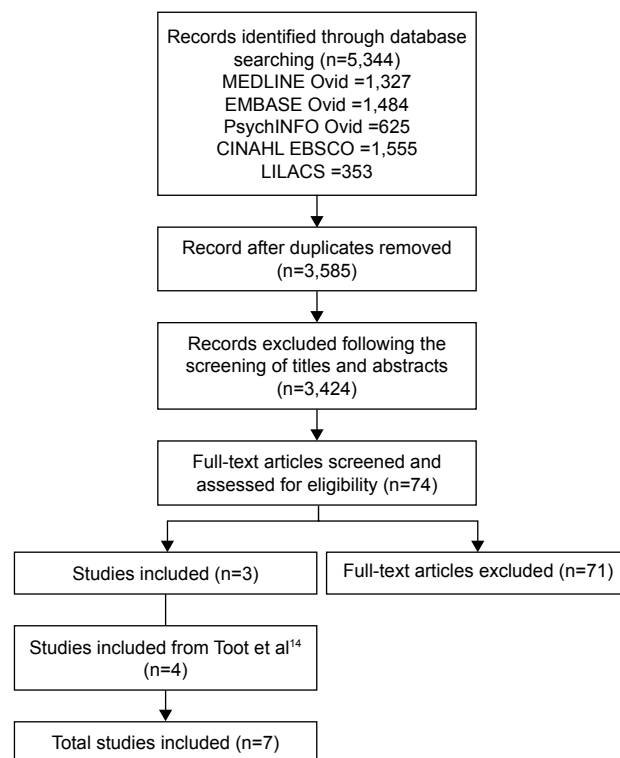 Records identified through database
searching (n=5,344)
MEDLINE Ovid =1,327
EMBASE Ovid =1,484
PsychINFO Ovid =625
CINAHL EBSCO =1,555
LILACS =353
Record after duplicates removed
(n=3,585)
Records excluded following the
screening of titles and abstracts
(n=3,424)
Full-text articles screened and
assessed for eligibility (n=74)
Studies included (n=3)
Full-text articles excluded (n=71)
Studies included from Toot et al¹⁴
(n=4)
Total studies included (n=7)